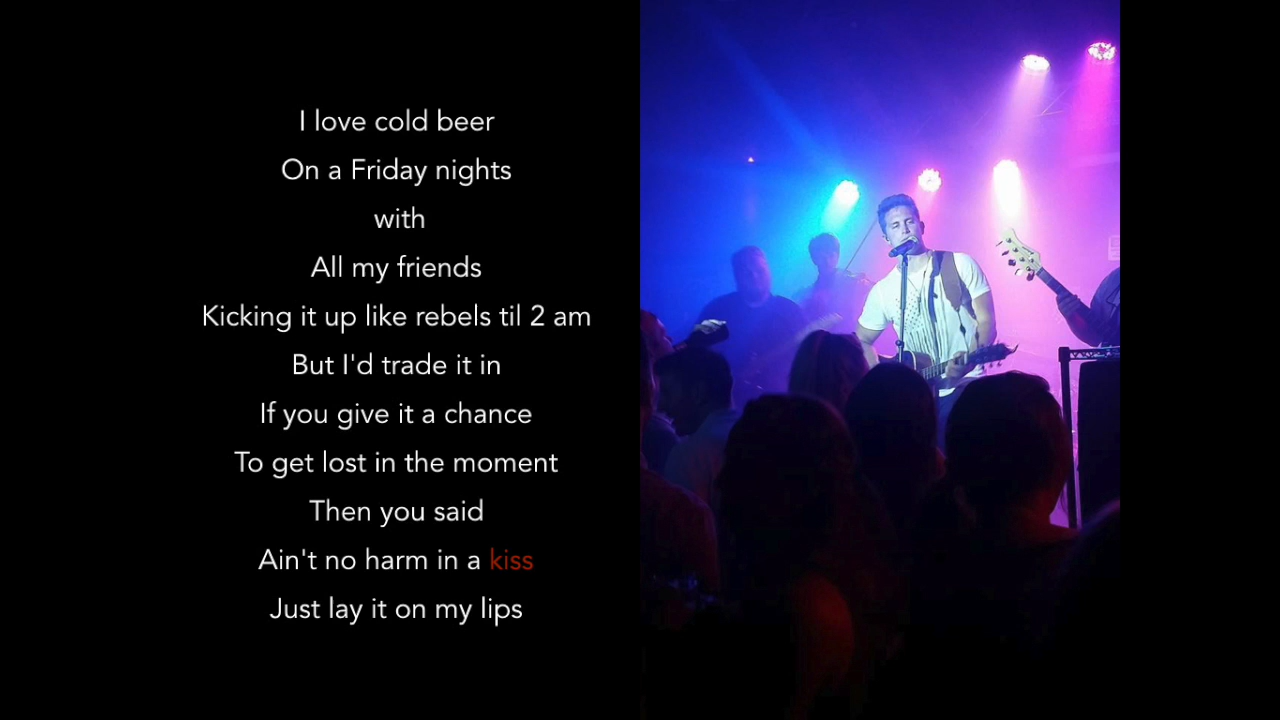 I love cold beer
On a Friday nights
with
All my friends
Kicking it up like rebels til 2 am
But I'd trade it in
If you give it a chance
To get lost in the moment
Then you said
Ain't no harm in a kiss
Just lay it on my lips